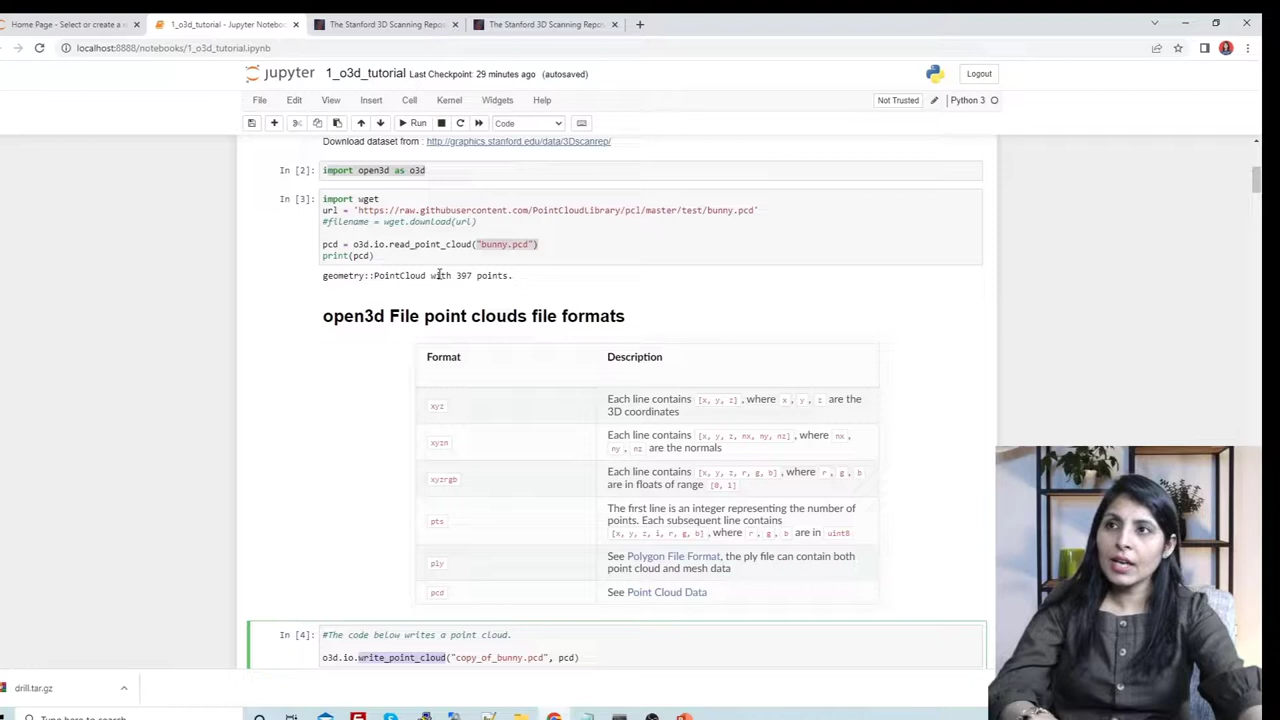 Home Page - Select or create a n
1_o3d_tutorial - Jupyter Notebo
The Stanford 3D Scanning Repos
The Stanford 3D Scanning Repos
localhost:8888/notebooks/1_o3d_tutorial.ipynb
jupyter 1_o3d_tutorial Last Checkpoint: 29 minutes ago (autosaved)
Logout
File Edit View Insert Cell Kernel Widgets Help
Not Trusted
Python 3
Run
Code
Download dataset from : http://graphics.stanford.edu/data/3Dscanrep/
In [2]: import open3d as o3d
In [3]: import wget
url = 'https://raw.githubusercontent.com/PointCloudLibrary/pcl/master/test/bunny.pcd'
#filename = wget.download(url)
pcd = o3d.io.read_point_cloud("bunny.pcd")
print(pcd)
geometry::PointCloud with 397 points.
open3d File point clouds file formats
Format Description
xyz Each line contains [x, y, z] , where x , y , z are the
3D coordinates
xyzn Each line contains [x, y, z, nx, ny, nz] , where nx ,
ny , nz are the normals
xyzrgb Each line contains [x, y, z, r, g, b] , where r , g , b
are in floats of range [0, 1]
pts The first line is an integer representing the number of
points. Each subsequent line contains
[x, y, z, i, r, g, b] , where r , g , b are in uint8
ply See Polygon File Format, the ply file can contain both
point cloud and mesh data
pcd See Point Cloud Data
In [4]: #The code below writes a point cloud.
o3d.io.write_point_cloud("copy_of_bunny.pcd", pcd)
drill.tar.gz
Type here to search